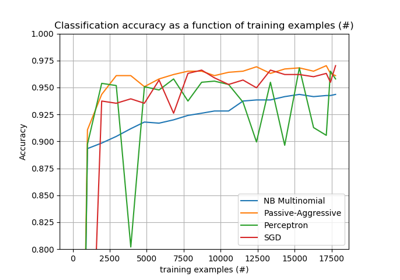 Classification accuracy as a function of training examples (#)
1.000
0.975
0.950
0.925
0.900
0.875
0.850
0.825
0.800
Accuracy
NB Multinomial
Passive-Aggressive
Perceptron
SGD
0 2500 5000 7500 10000 12500 15000 17500
training examples (#)